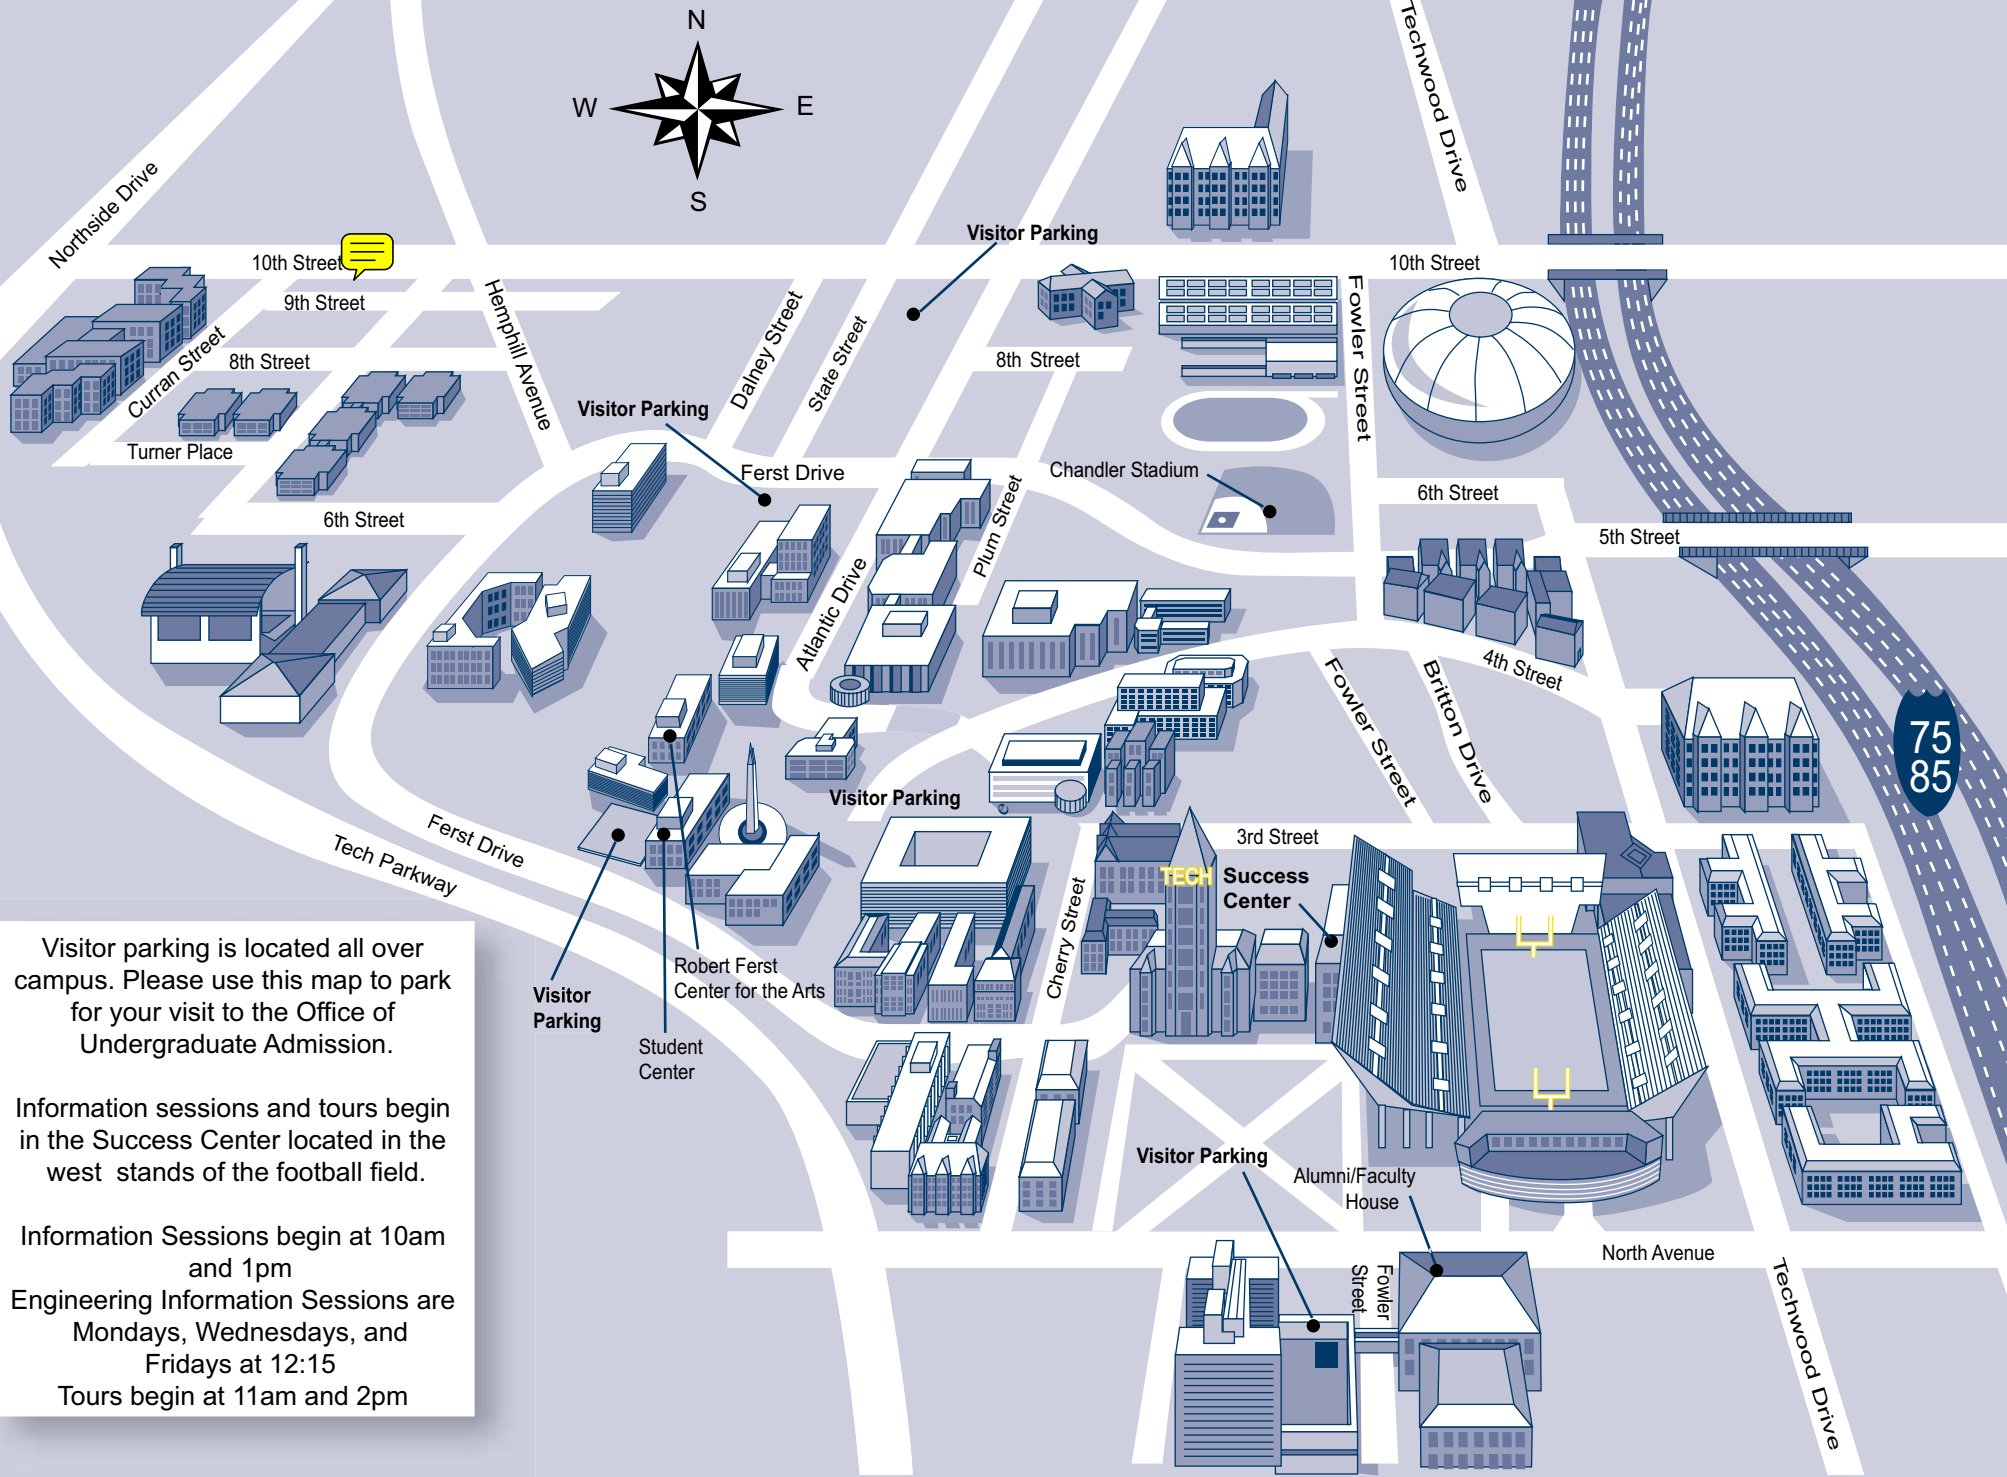 N
W
E
S
Techwood Drive
Northside Drive
Visitor Parking
10th Street
10th Street
9th Street
Hemphill Avenue
Dalney Street
State Street
Fowler Street
8th Street
8th Street
Curran Street
Visitor Parking
Turner Place
Ferst Drive
Chandler Stadium
Plum Street
6th Street
6th Street
5th Street
Atlantic Drive
4th Street
Fowler Street
Britton Drive
75
85
Visitor Parking
Ferst Drive
Tech Parkway
3rd Street
TECH
Success
Center
Cherry Street
Robert Ferst
Center for the Arts
Visitor
Parking
Student
Center
Visitor Parking
Alumni/Faculty
House
North Avenue
Fowler
Street
Techwood Drive
Visitor parking is located all over
campus. Please use this map to park
for your visit to the Office of
Undergraduate Admission.
Information sessions and tours begin
in the Success Center located in the
west stands of the football field.
Information Sessions begin at 10am
and 1pm
Engineering Information Sessions are
Mondays, Wednesdays, and
Fridays at 12:15
Tours begin at 11am and 2pm